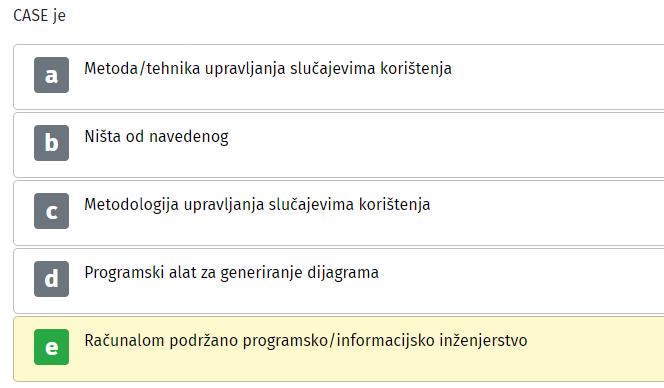 CASE je
a Metoda/tehnika upravljanja slučajevima korištenja
b Ništa od navedenog
c Metodologija upravljanja slučajevima korištenja
d Programski alat za generiranje dijagrama
e Računalom podržano programsko/informacijsko inženjerstvo